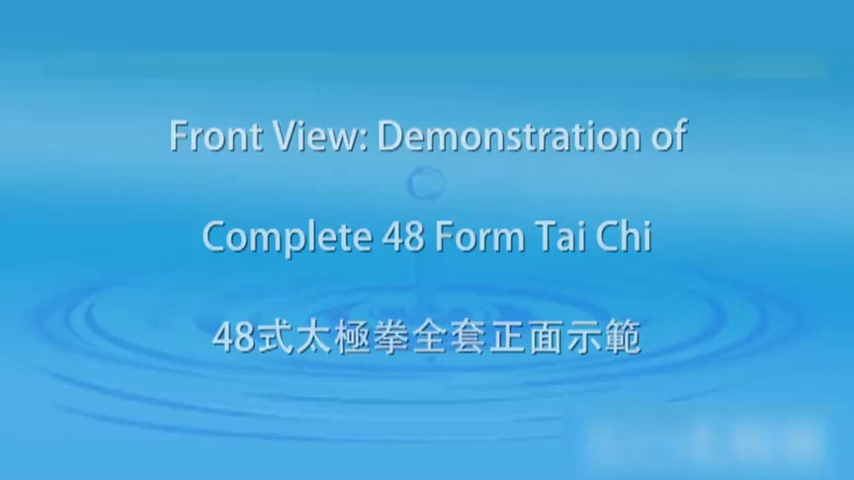 Front View: Demonstration of
Complete 48 Form Tai Chi
48式太極拳全套正面示範